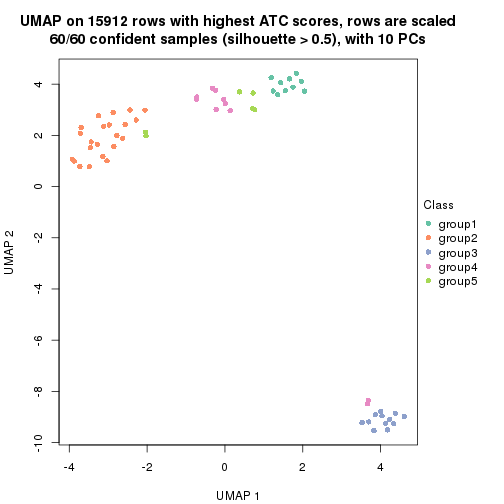 UMAP on 15912 rows with highest ATC scores, rows are scaled
60/60 confident samples (silhouette > 0.5), with 10 PCs
4
2
0
-2
-4
-6
-8
-10
UMAP 2
-4
-2
0
2
4
UMAP 1
Class
group1
group2
group3
group4
group5